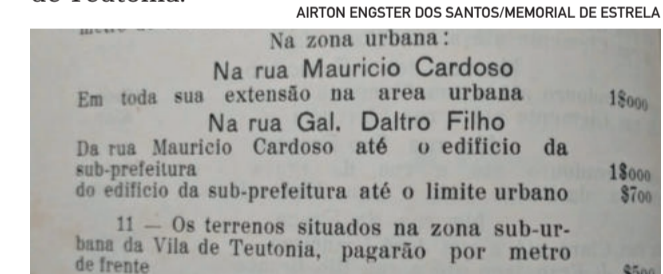 de Teutonia.
AIRTON ENGSTER DOS SANTOS/MEMORIAL DE ESTRELA
Na zona urbana:
Na rua Mauricio Cardoso
Em toda sua extensão na area urbana 1$000
Na rua Gal. Daltro Filho
Da rua Mauricio Cardoso até o edificio da
sub-prefeitura 1$000
do edificio da sub-prefeitura até o limite urbano $700
11 — Os terrenos situados na zona sub-ur-
bana da Vila de Teutonia, pagarão por metro
de frente $500